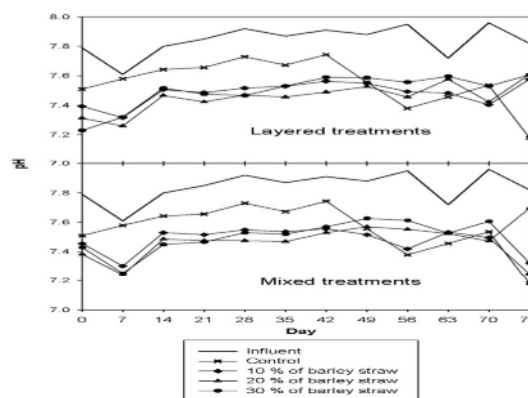 8.0
7.8
7.6
7.4
7.2
Layered treatments
pH
7.0
7.8
7.6
7.4
7.2
Mixed treatments
7.0
0 7 14 21 28 35 42 49 56 63 70 7
Day
Influent
Control
10 % of barley straw
20 % of barley straw
30 % of barley straw